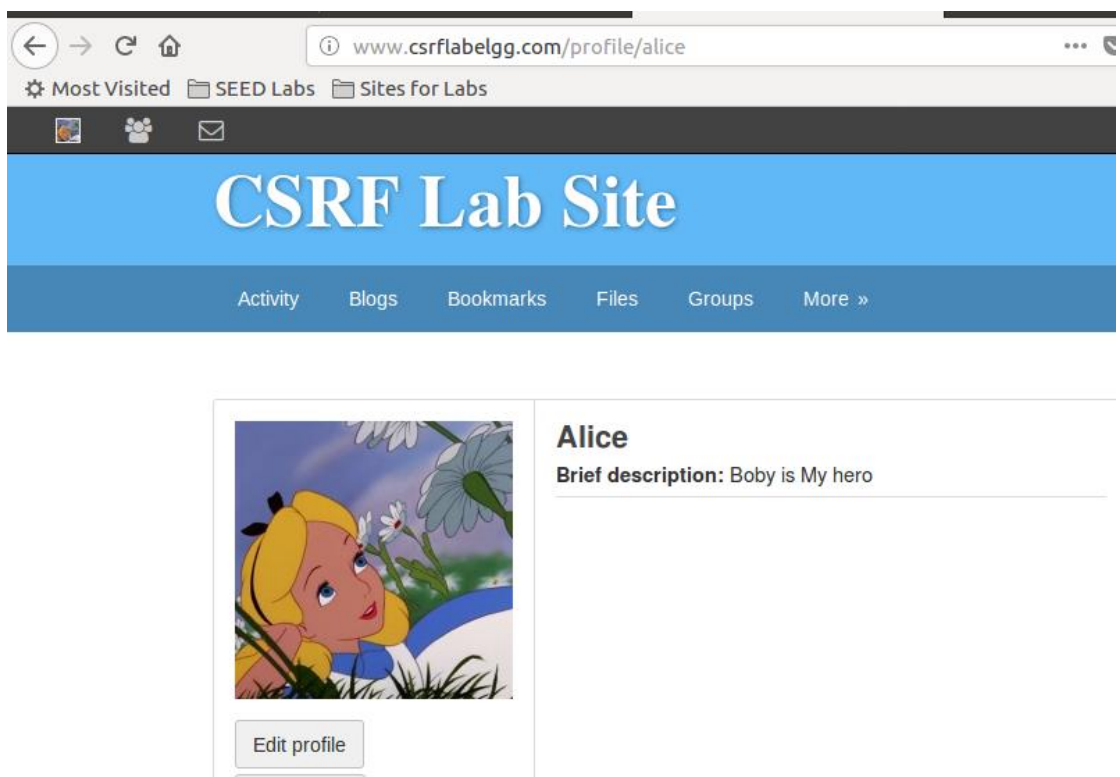 www.csrflabelgg.com/profile/alice
Most Visited SEED Labs Sites for Labs
CSRF Lab Site
Activity Blogs Bookmarks Files Groups More »
Alice
Brief description: Boby is My hero
Edit profile